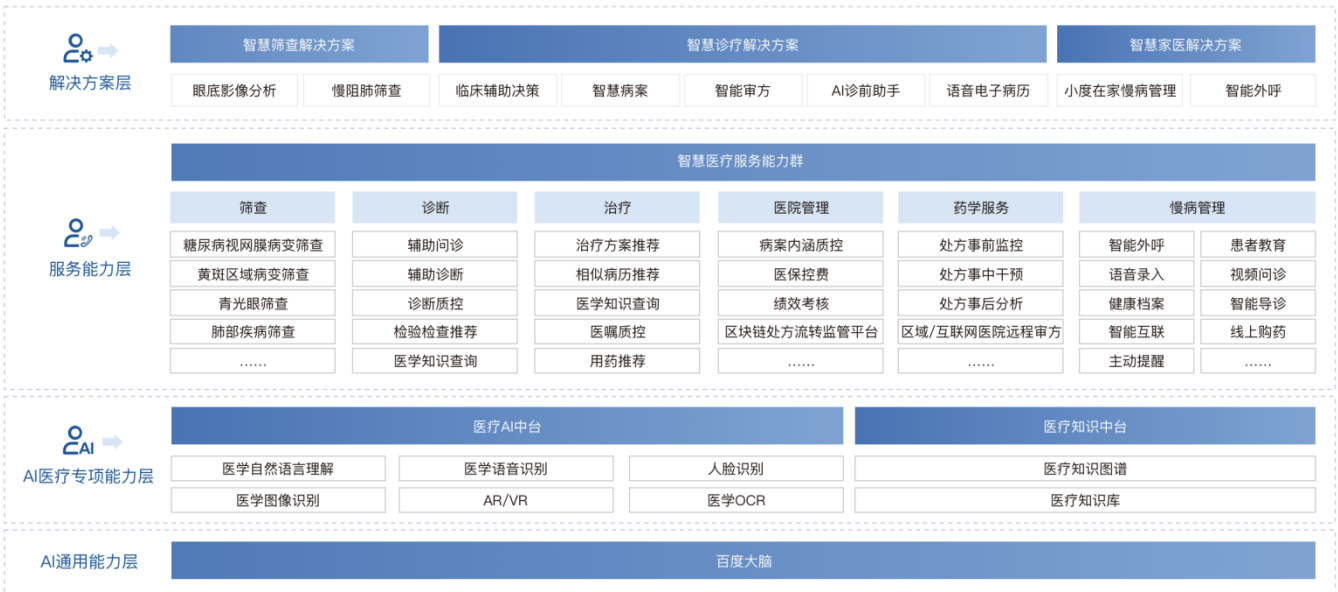 智慧筛查解决方案 智慧诊疗解决方案 智慧家医解决方案
解决方案层
眼底影像分析 慢阻肺筛查 临床辅助决策 智慧病案 智能审方 AI诊前助手 语音电子病历 小度在家慢病管理 智能外呼
智慧医疗服务能力群
服务能力层
筛查 诊断 治疗 医院管理 药学服务 慢病管理
糖尿病视网膜病变筛查 辅助问诊 治疗方案推荐 病案内涵质控 处方事前监控 智能外呼 患者教育
黄斑区域病变筛查 辅助诊断 相似病历推荐 医保控费 处方事中干预 语音录入 视频问诊
青光眼筛查 诊断质控 医学知识查询 绩效考核 处方事后分析 健康档案 智能导诊
肺部疾病筛查 检验检查推荐 医嘱质控 区块链处方流转监管平台 区域/互联网医院远程审方 智能互联 线上购药
…… 医学知识查询 用药推荐 …… …… 主动提醒 ……
医疗AI中台 医疗知识中台
AI
AI医疗专项能力层
医学自然语言理解 医学语音识别 人脸识别 医疗知识图谱
医学图像识别 AR/VR 医学OCR 医疗知识库
AI通用能力层 百度大脑